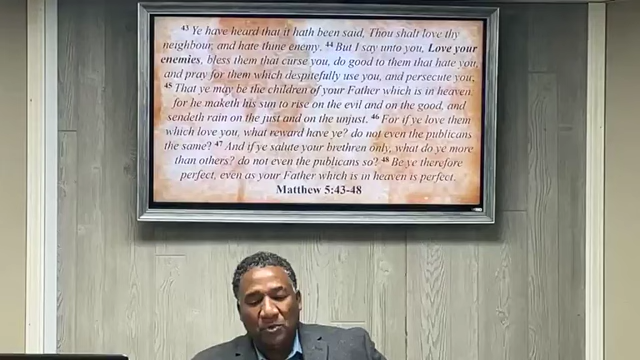 43 Ye have heard that it hath been said, Thou shalt love thy
neighbour, and hate thine enemy. 44 But I say unto you, Love your
enemies, bless them that curse you, do good to them that hate you,
and pray for them which despitefully use you, and persecute you;
45 That ye may be the children of your Father which is in heaven:
for he maketh his sun to rise on the evil and on the good, and
sendeth rain on the just and on the unjust. 46 For if ye love them
which love you, what reward have ye? do not even the publicans
the same? 47 And if ye salute your brethren only, what do ye more
than others? do not even the publicans so? 48 Be ye therefore
perfect, even as your Father which is in heaven is perfect.
Matthew 5:43-48